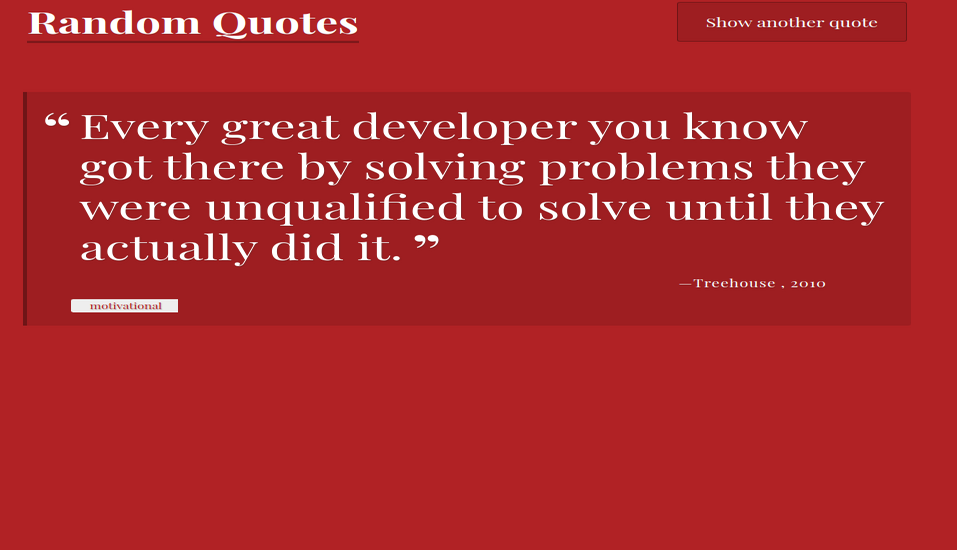 Random Quotes
Show another quote
“ Every great developer you know
got there by solving problems they
were unqualified to solve until they
actually did it. ”
—Treehouse , 2010
motivational